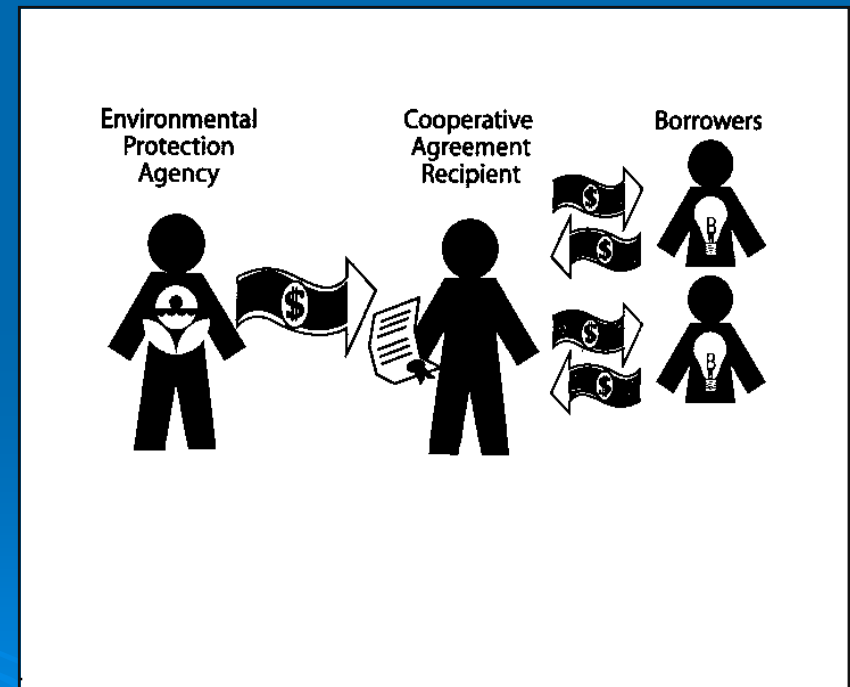 Environmental
Protection
Agency
Cooperative
Agreement
Recipient
Borrowers
$
$
$
B
$
$
B